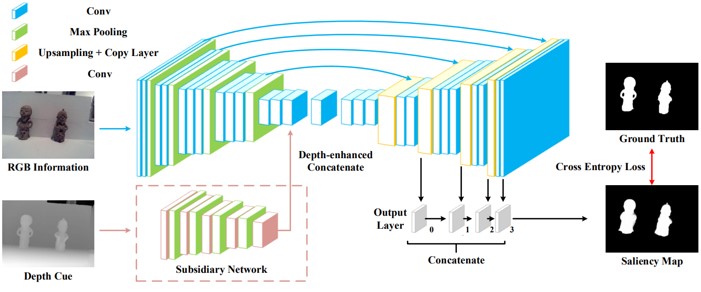 Conv
Max Pooling
Upsampling + Copy Layer
Conv
RGB Information
Depth-enhanced
Concatenate
Ground Truth
Cross Entropy Loss
Output
Layer
0
1
2
3
Concatenate
Saliency Map
Depth Cue
Subsidiary Network